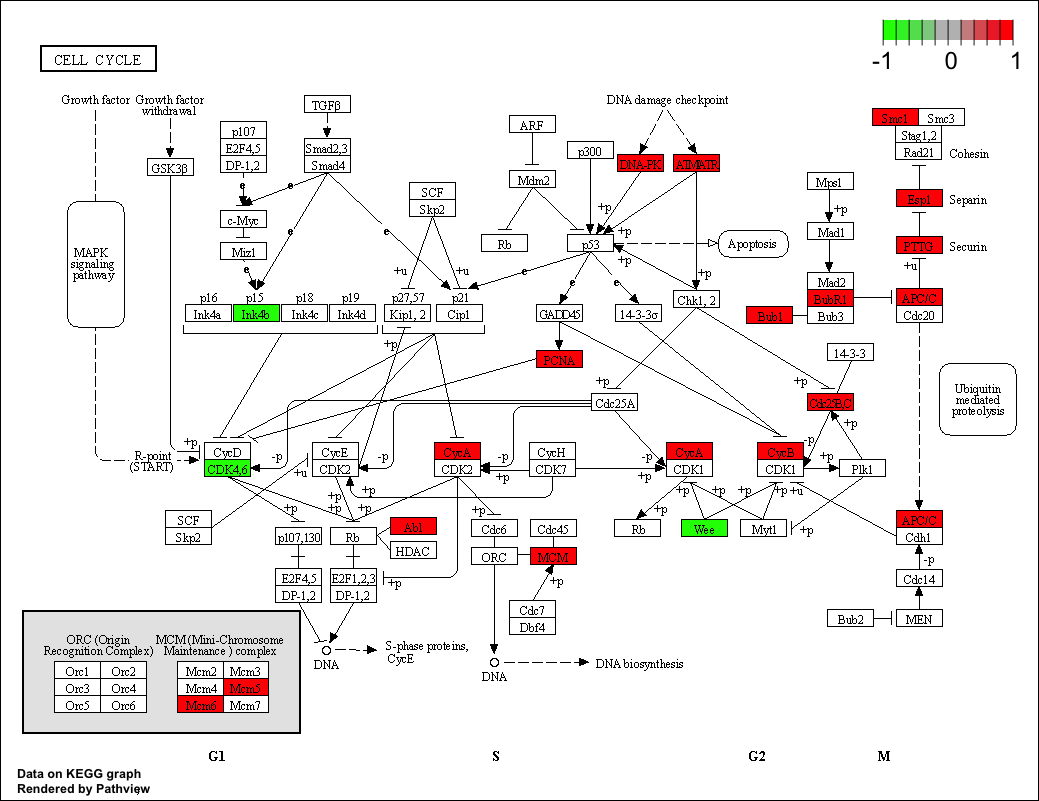 CELL CYCLE
-1 0 1
Growth factor
Growth factor
withdrawal
TGFβ
DNA damage checkpoint
GSK3β
p107
E2F4,5
DP-1,2
Smad2,3
Smad4
e
c-Myc
Miz1
e
e
e
SCF
Skp2
+u
+u
ARF
Mdm2
Rb
p300
p53
DNA-PK
ATMATR
+p
+p
+p
Apoptosis
e
e
+p
Chk1, 2
Mps1
+p
Mad1
Mad2
BubR1
Bub3
Bub1
Smc1
Smc3
Stag1,2
Rad21
Cohesin
Esp1
Separin
PTTG
Securin
+u
APC/C
Cdc20
MAPK
signaling
pathway
p16
Ink4a
p15
Ink4b
p18
Ink4c
p19
Ink4d
p27,57
Kip1, 2
p21
Cip1
GADD45
14-3-3σ
+p
PCNA
14-3-3
+p
Cdc25A
+p
Cdc25B,C
+p
Ubiquitin
mediated
proteolysis
R-point
(START)
+p
CycD
CDK4,6
-p
+u
CycE
CDK2
-p
CycA
CDK2
-p
+p
CycH
CDK7
-p
+p
CycA
CDK1
CycB
CDK1
-p
+p
Plk1
+p
+p
+p
+p
+p
+p
+p
+p
+p
+u
SCF
Skp2
p107,130
Rb
Abl
HDAC
Cdc6
ORC
Cdc45
MCM
+p
Cdc7
Dbf4
Rb
Wee
Myt1
+p
APC/C
Cdh1
-p
Cdc14
Bub2
MEN
E2F4,5
DP-1,2
E2F1,2,3
DP-1,2
+p
DNA
S-phase proteins,
CycE
DNA
DNA biosynthesis
ORC (Origin
Recognition Complex)
MCM (Mini-Chromosome
Maintenance ) complex
Orc1 Orc2
Orc3 Orc4
Orc5 Orc6
Mcm2 Mcm3
Mcm4 Mcm5
Mcm6 Mcm7
G1
S
G2
M
Data on KEGG graph
Rendered by Pathview